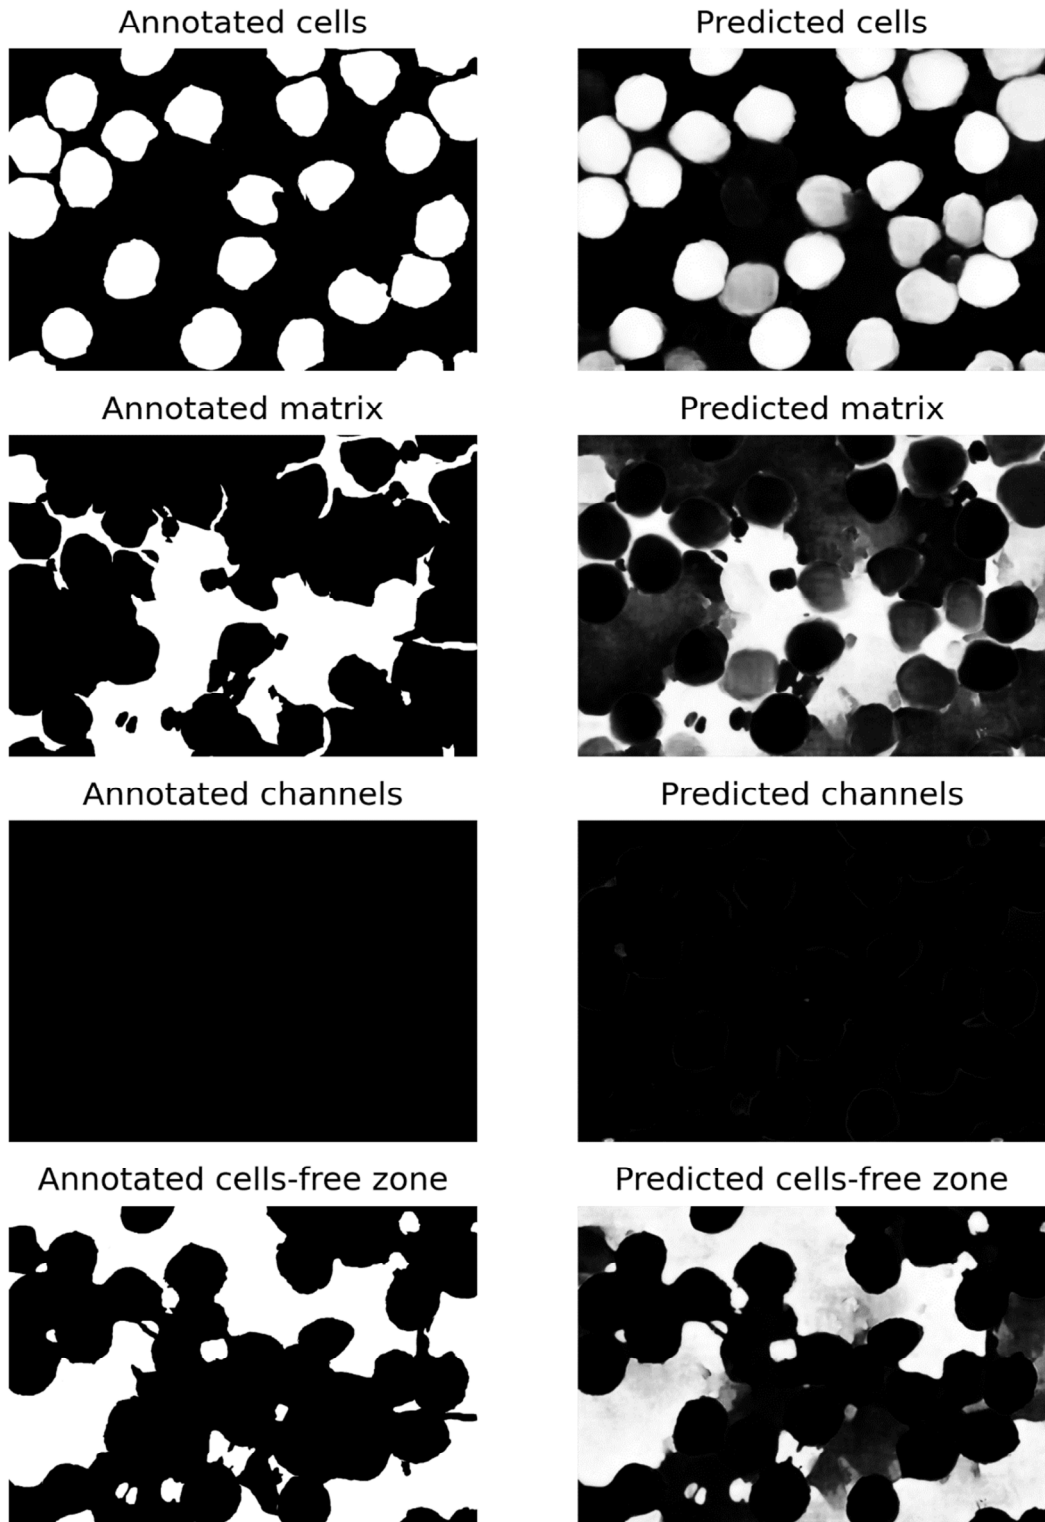 Annotated cells
Predicted cells
Annotated matrix
Predicted matrix
Annotated channels
Predicted channels
Annotated cells-free zone
Predicted cells-free zone